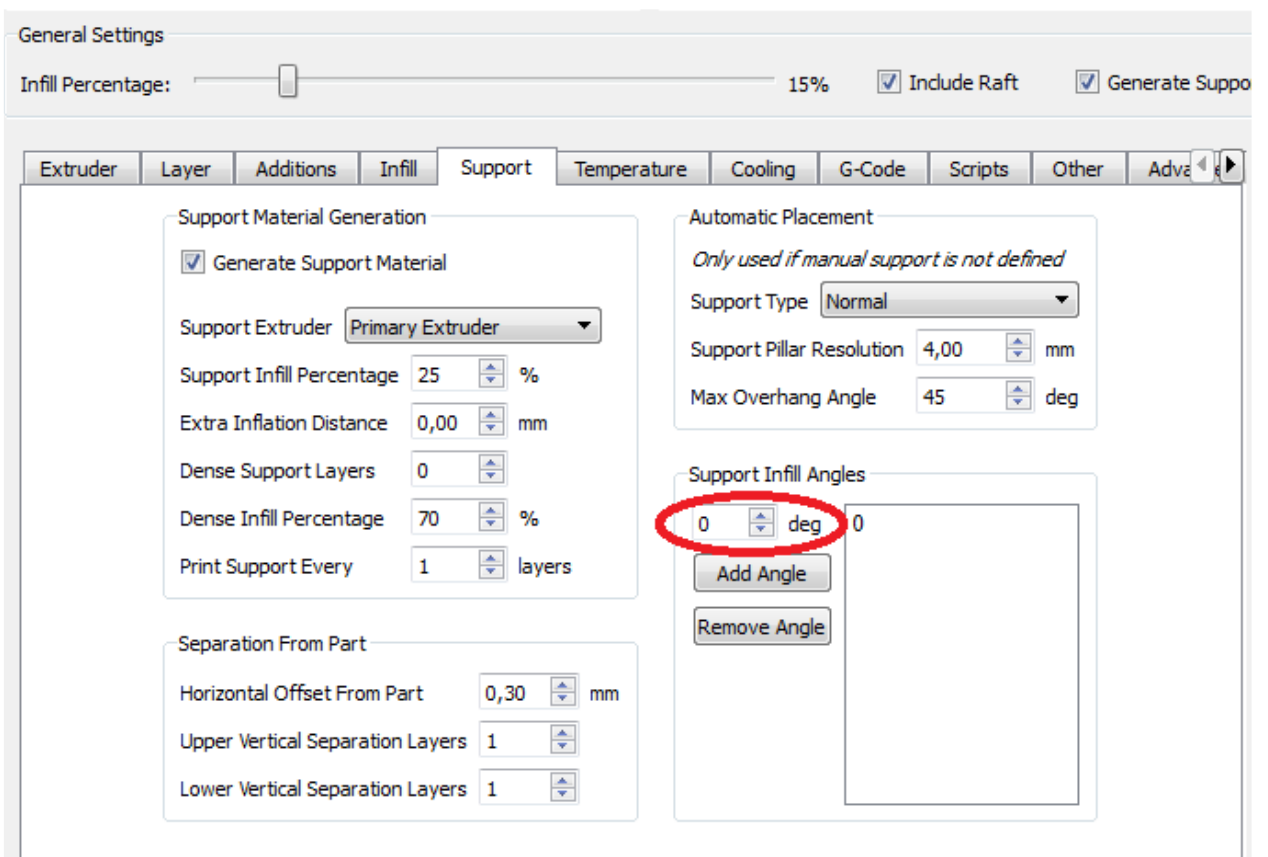 General Settings
Infill Percentage: 15% Include Raft Generate Suppo
Extruder Layer Additions Infill Support Temperature Cooling G-Code Scripts Other
Support Material Generation
Generate Support Material
Support Extruder Primary Extruder
Support Infill Percentage 25 %
Extra Inflation Distance 0,00 mm
Dense Support Layers 0
Dense Infill Percentage 70 %
Print Support Every 1 layers
Separation From Part
Horizontal Offset From Part 0,30 mm
Upper Vertical Separation Layers 1
Lower Vertical Separation Layers 1
Automatic Placement
Only used if manual support is not defined
Support Type Normal
Support Pillar Resolution 4,00 mm
Max Overhang Angle 45 deg
Support Infill Angles
0 deg 0
Add Angle
Remove Angle